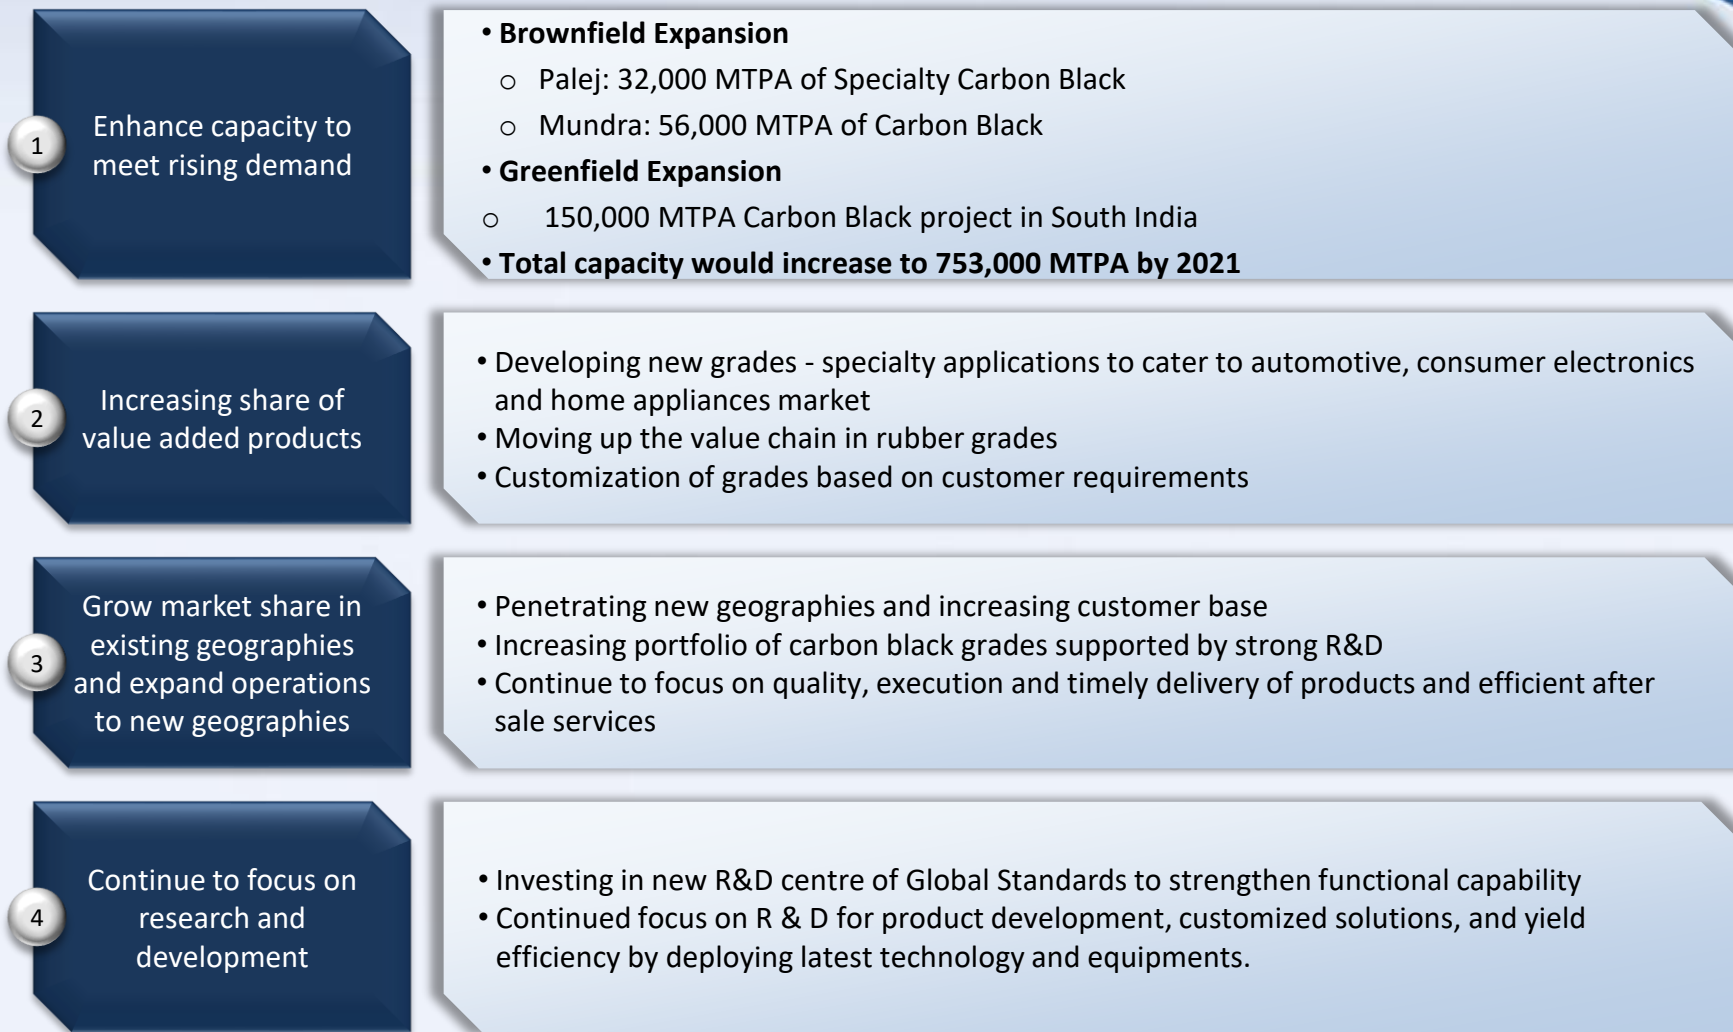 1
Enhance capacity to
meet rising demand
• Brownfield Expansion
o Palej: 32,000 MTPA of Specialty Carbon Black
o Mundra: 56,000 MTPA of Carbon Black
• Greenfield Expansion
o 150,000 MTPA Carbon Black project in South India
• Total capacity would increase to 753,000 MTPA by 2021
2
Increasing share of
value added products
• Developing new grades - specialty applications to cater to automotive, consumer electronics
and home appliances market
• Moving up the value chain in rubber grades
• Customization of grades based on customer requirements
3
Grow market share in
existing geographies
and expand operations
to new geographies
• Penetrating new geographies and increasing customer base
• Increasing portfolio of carbon black grades supported by strong R&D
• Continue to focus on quality, execution and timely delivery of products and efficient after
sale services
4
Continue to focus on
research and
development
• Investing in new R&D centre of Global Standards to strengthen functional capability
• Continued focus on R & D for product development, customized solutions, and yield
efficiency by deploying latest technology and equipments.